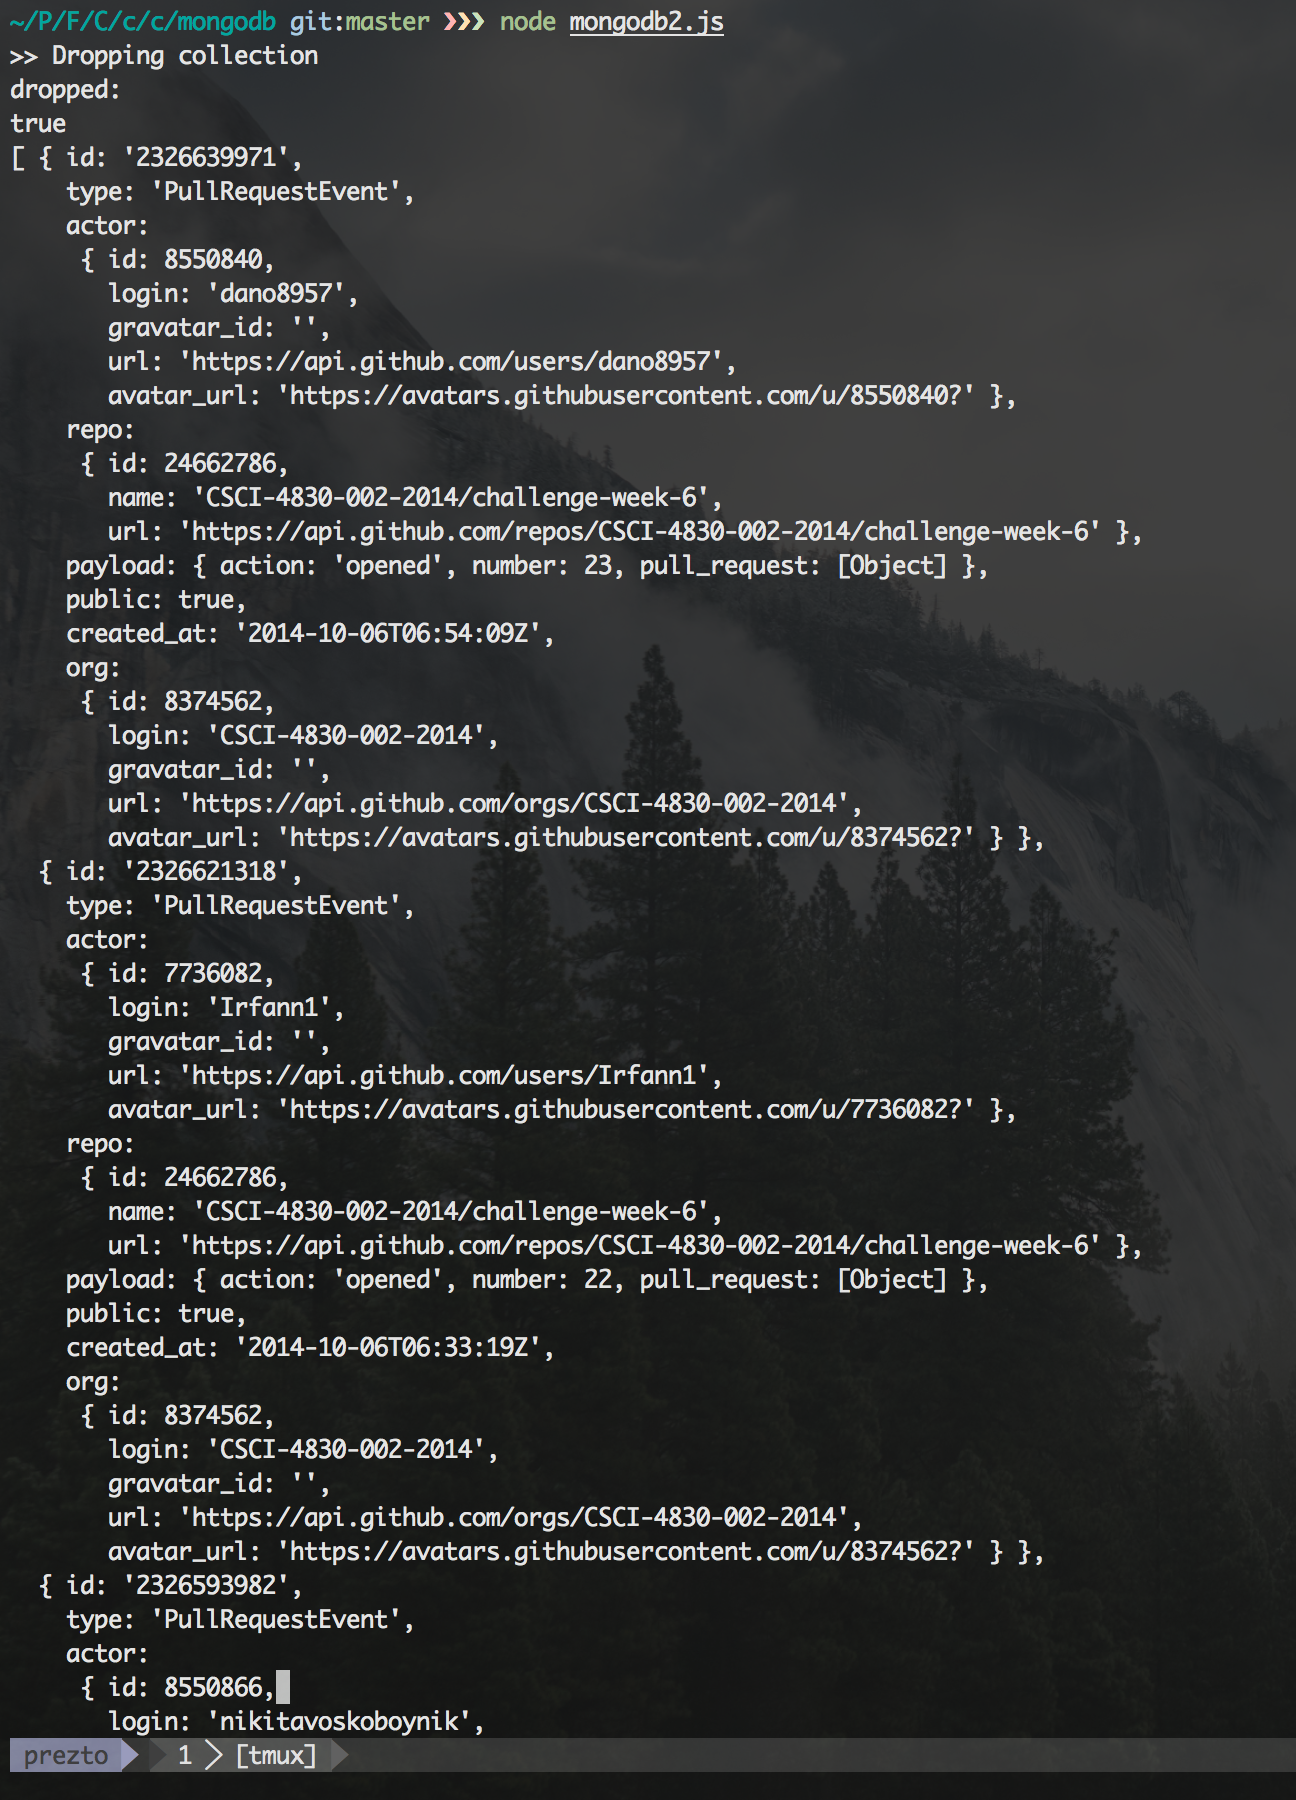 ~/P/F/C/c/c/mongodb git:master ❯❯❯ node mongodb2.js
>> Dropping collection
dropped:
true
[ { id: '2326639971',
    type: 'PullRequestEvent',
    actor:
     { id: 8550840,
       login: 'dano8957',
       gravatar_id: '',
       url: 'https://api.github.com/users/dano8957',
       avatar_url: 'https://avatars.githubusercontent.com/u/8550840?' },
    repo:
     { id: 24662786,
       name: 'CSCI-4830-002-2014/challenge-week-6',
       url: 'https://api.github.com/repos/CSCI-4830-002-2014/challenge-week-6' },
    payload: { action: 'opened', number: 23, pull_request: [Object] },
    public: true,
    created_at: '2014-10-06T06:54:09Z',
    org:
     { id: 8374562,
       login: 'CSCI-4830-002-2014',
       gravatar_id: '',
       url: 'https://api.github.com/orgs/CSCI-4830-002-2014',
       avatar_url: 'https://avatars.githubusercontent.com/u/8374562?' } },
  { id: '2326621318',
    type: 'PullRequestEvent',
    actor:
     { id: 7736082,
       login: 'Irfann1',
       gravatar_id: '',
       url: 'https://api.github.com/users/Irfann1',
       avatar_url: 'https://avatars.githubusercontent.com/u/7736082?' },
    repo:
     { id: 24662786,
       name: 'CSCI-4830-002-2014/challenge-week-6',
       url: 'https://api.github.com/repos/CSCI-4830-002-2014/challenge-week-6' },
    payload: { action: 'opened', number: 22, pull_request: [Object] },
    public: true,
    created_at: '2014-10-06T06:33:19Z',
    org:
     { id: 8374562,
       login: 'CSCI-4830-002-2014',
       gravatar_id: '',
       url: 'https://api.github.com/orgs/CSCI-4830-002-2014',
       avatar_url: 'https://avatars.githubusercontent.com/u/8374562?' } },
  { id: '2326593982',
    type: 'PullRequestEvent',
    actor:
     { id: 8550866,
       login: 'nikitavoskoboynik',
prezto 1 [tmux]